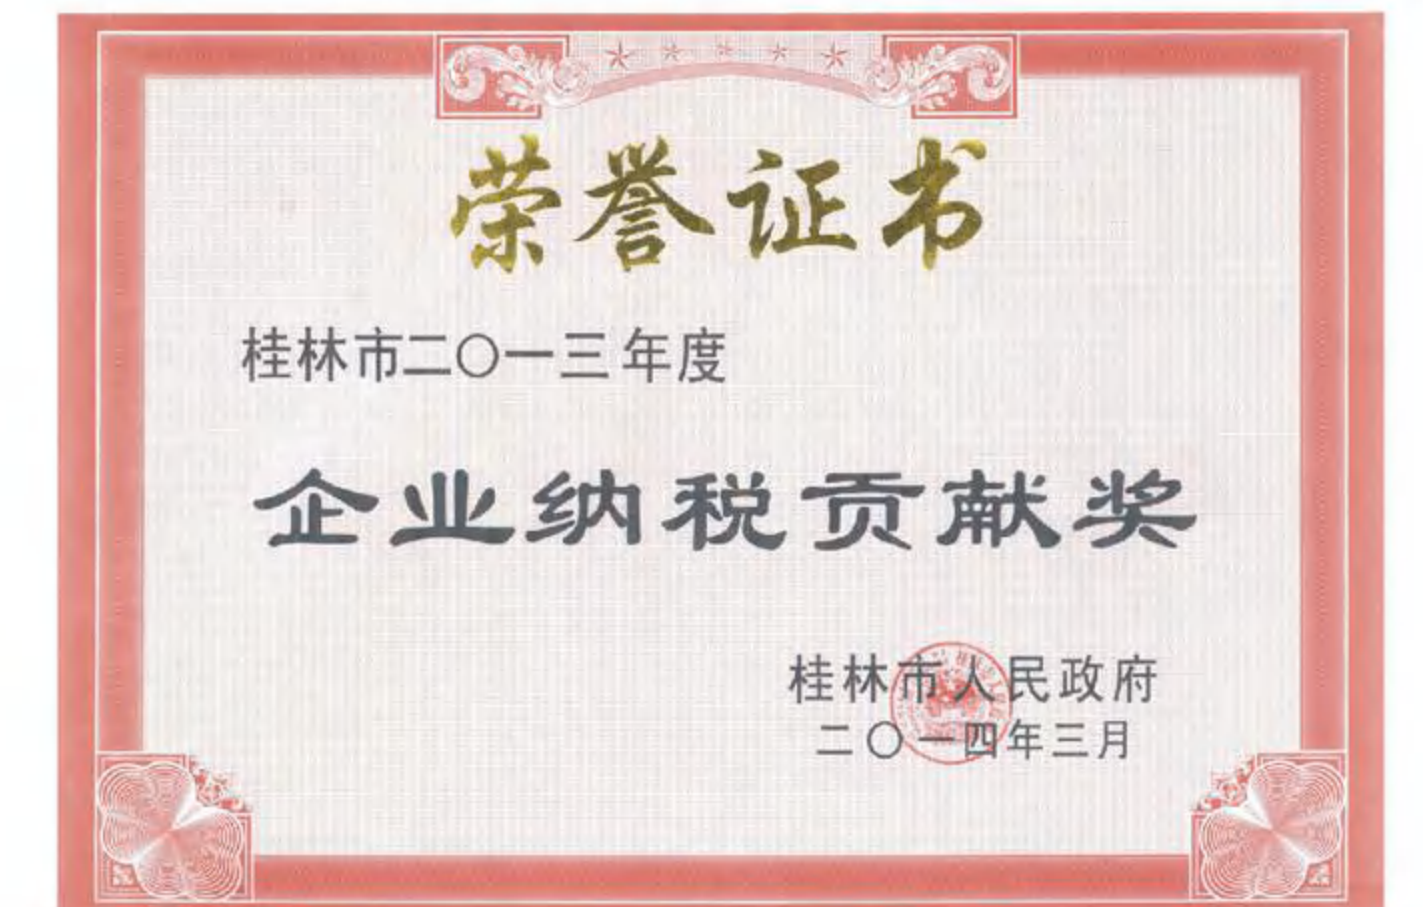 荣誉证书
桂林市二〇一三年度
企业纳税贡献奖
桂林市人民政府
二〇一四年三月